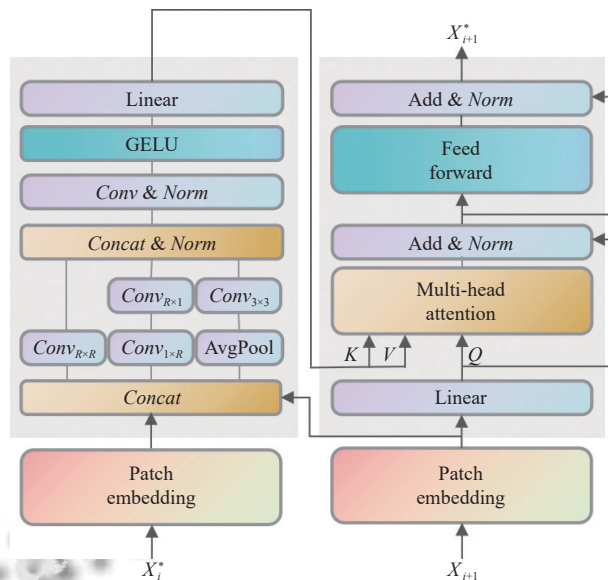 X*i+1
Linear
GELU
Conv & Norm
Concat & Norm
ConvR×1
Conv3×3
ConvR×R
Conv1×R
AvgPool
Concat
Patch
embedding
X*i
Add & Norm
Feed
forward
Add & Norm
Multi-head
attention
K
V
Q
Linear
Patch
embedding
Xi+1